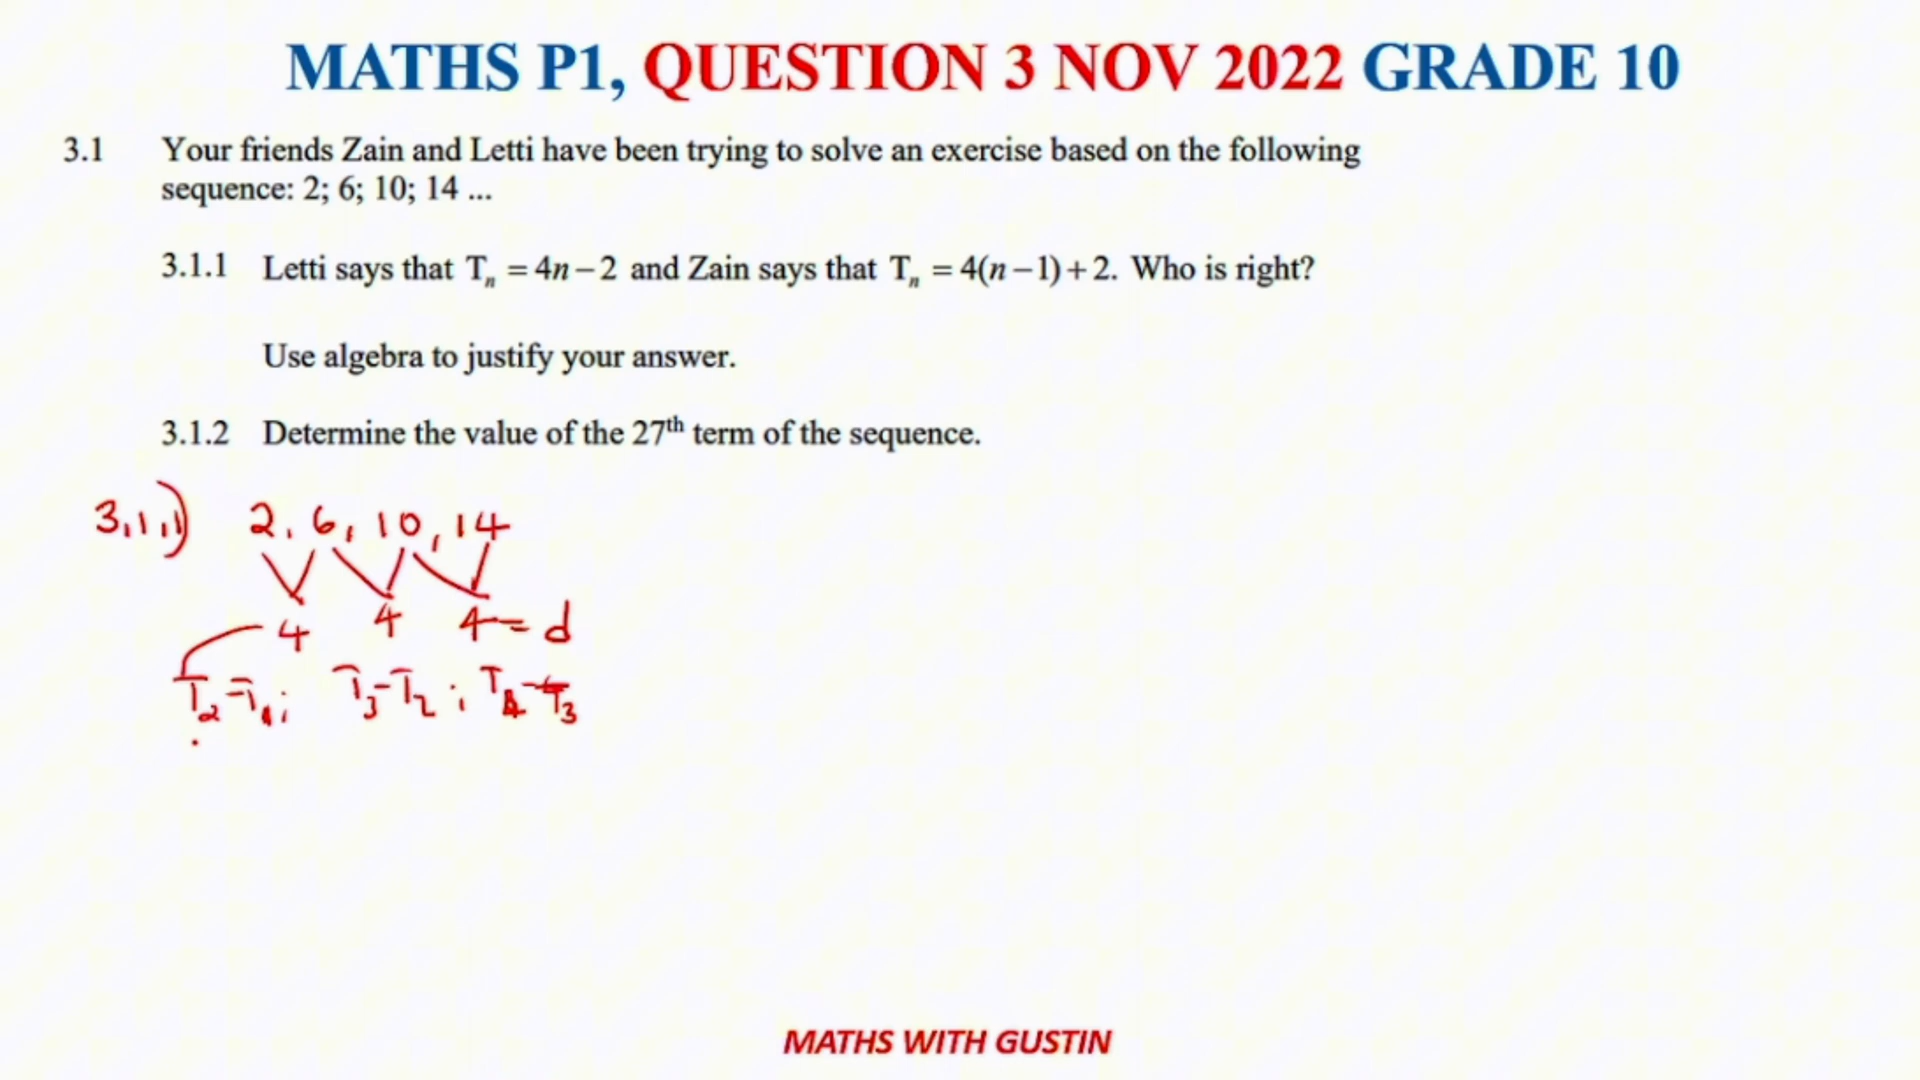 MATHS P1, QUESTION 3 NOV 2022 GRADE 10
3.1 Your friends Zain and Letti have been trying to solve an exercise based on the following
sequence: 2; 6; 10; 14 ...
3.1.1 Letti says that Tₙ = 4n − 2 and Zain says that Tₙ = 4(n − 1) + 2. Who is right?
Use algebra to justify your answer.
3.1.2 Determine the value of the 27th term of the sequence.
3,1,1) 2, 6, 10, 14
4 4 4 = d
T₂-T₁; T₃-T₂; T₄-T₃
MATHS WITH GUSTIN